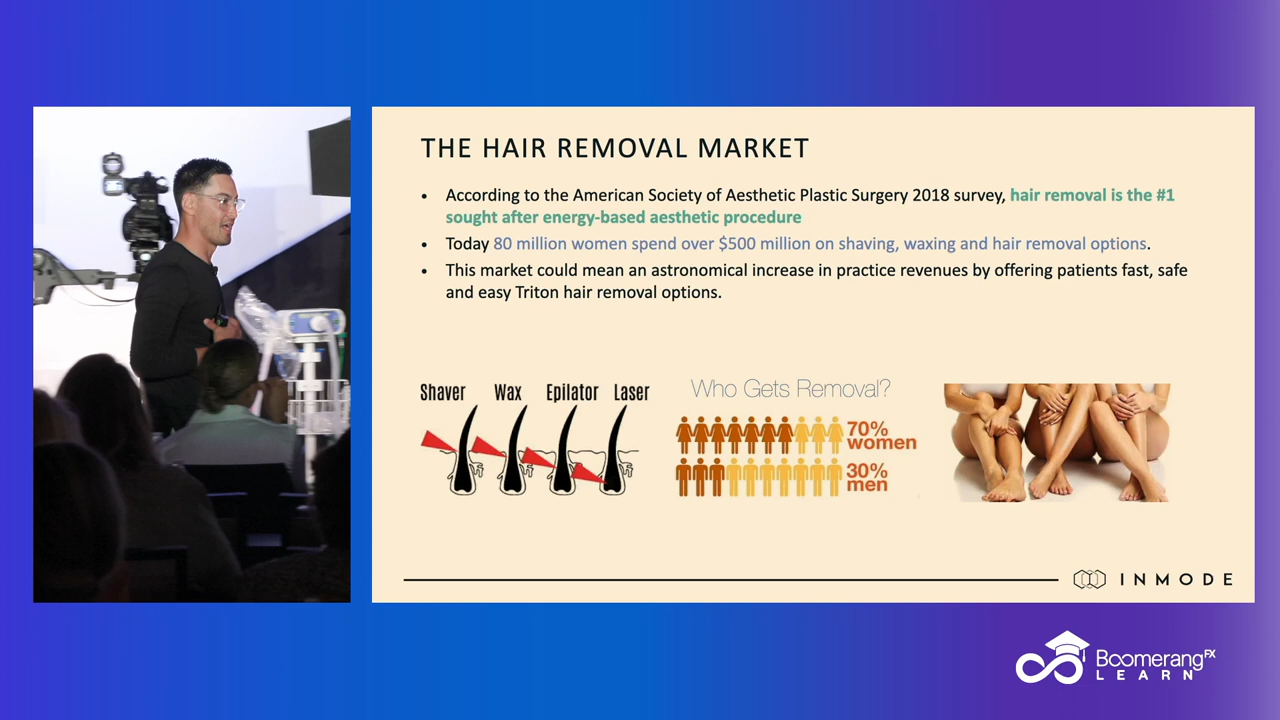 THE HAIR REMOVAL MARKET
• According to the American Society of Aesthetic Plastic Surgery 2018 survey, hair removal is the #1
sought after energy-based aesthetic procedure
• Today 80 million women spend over $500 million on shaving, waxing and hair removal options.
• This market could mean an astronomical increase in practice revenues by offering patients fast, safe
and easy Triton hair removal options.
Shaver Wax Epilator Laser
Who Gets Removal?
70%
women
30%
men
INMODE
BoomerangFX
LEARN